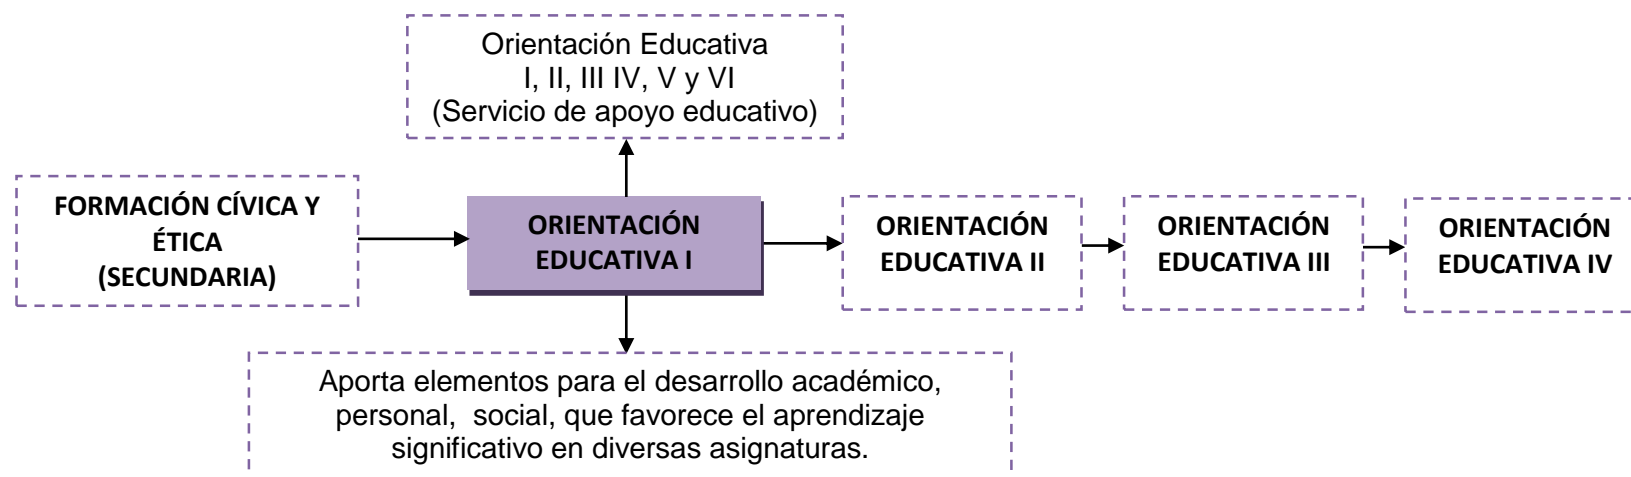 Orientación Educativa
I, II, III IV, V y VI
(Servicio de apoyo educativo)
FORMACIÓN CÍVICA Y
ÉTICA
(SECUNDARIA)
ORIENTACIÓN
EDUCATIVA I
ORIENTACIÓN
EDUCATIVA II
ORIENTACIÓN
EDUCATIVA III
ORIENTACIÓN
EDUCATIVA IV
Aporta elementos para el desarrollo académico,
personal, social, que favorece el aprendizaje
significativo en diversas asignaturas.